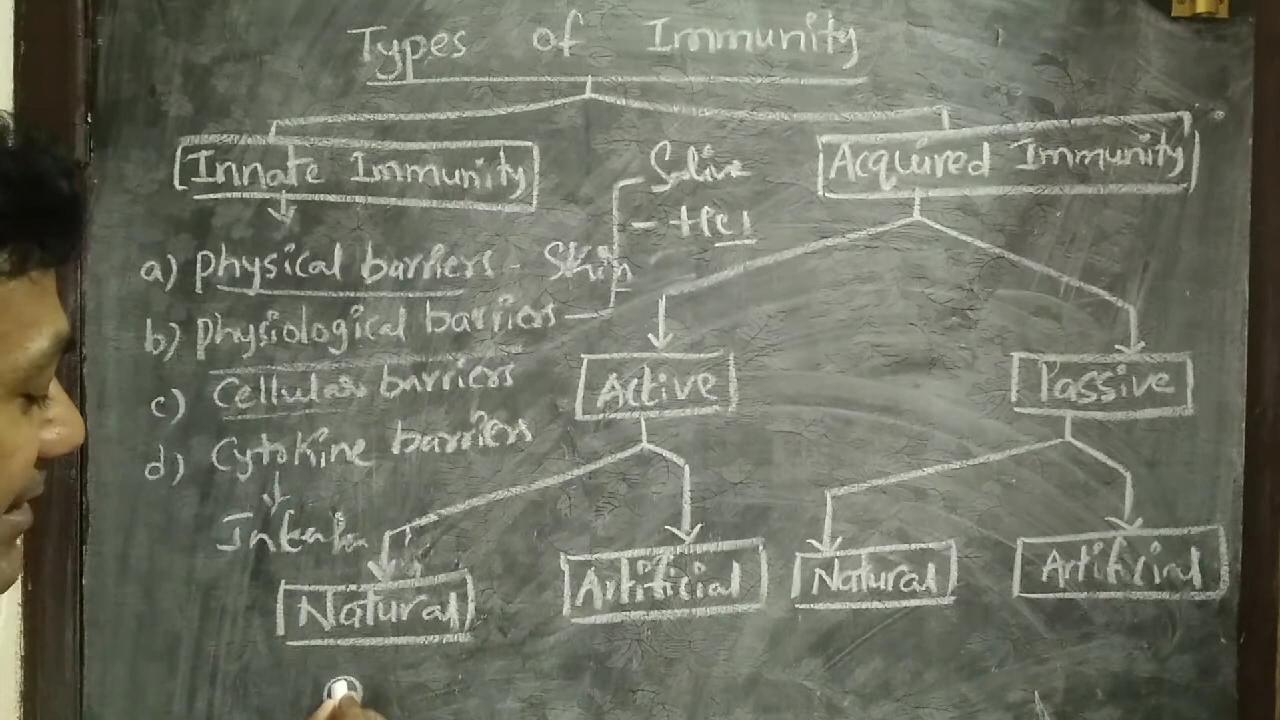 Types of Immunity
Innate Immunity
Acquired Immunity
- HCl
a) Physical barriers - Skin
b) Physiological barriers
c) Cellular barriers
d) Cytokine barriers
Active
Passive
Natural
Artificial
Natural
Artificial